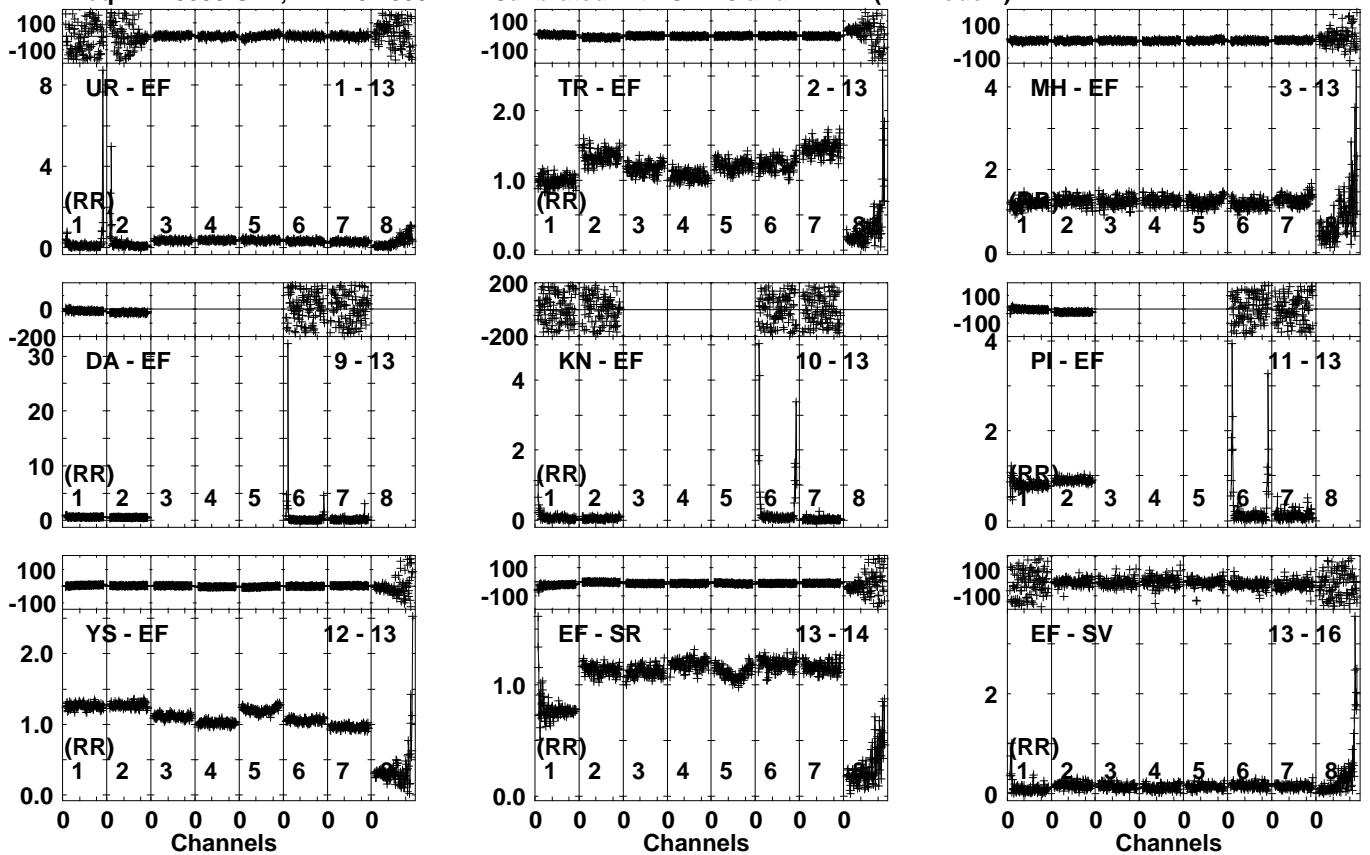 100
-100
8
4
0
UR - EF
1 - 13
(RR)
1 2 3 4 5 6 7 8
100
-100
2.0
1.0
0.0
TR - EF
2 - 13
(RR)
1 2 3 4 5 6 7 8
100
-100
4
2
0
MH - EF
3 - 13
(RR)
1 2 3 4 5 6 7
0
-200
30
20
10
0
DA - EF
9 - 13
(RR)
1 2 3 4 5 6 7 8
200
0
-200
4
2
0
KN - EF
10 - 13
(RR)
1 2 3 4 5 6 7 8
100
-100
4
2
0
PI - EF
11 - 13
(RR)
1 2 3 4 5 6 7 8
100
-100
2.0
1.0
0.0
YS - EF
12 - 13
(RR)
1 2 3 4 5 6 7
0 0 0 0 0 0 0 0
Channels
100
-100
1.0
0.0
EF - SR
13 - 14
(RR)
1 2 3 4 5 6 7 8
0 0 0 0 0 0 0 0
Channels
100
-100
2
0
EF - SV
13 - 16
(RR)
1 2 3 4 5 6 7 8
0 0 0 0 0 0 0 0
Channels